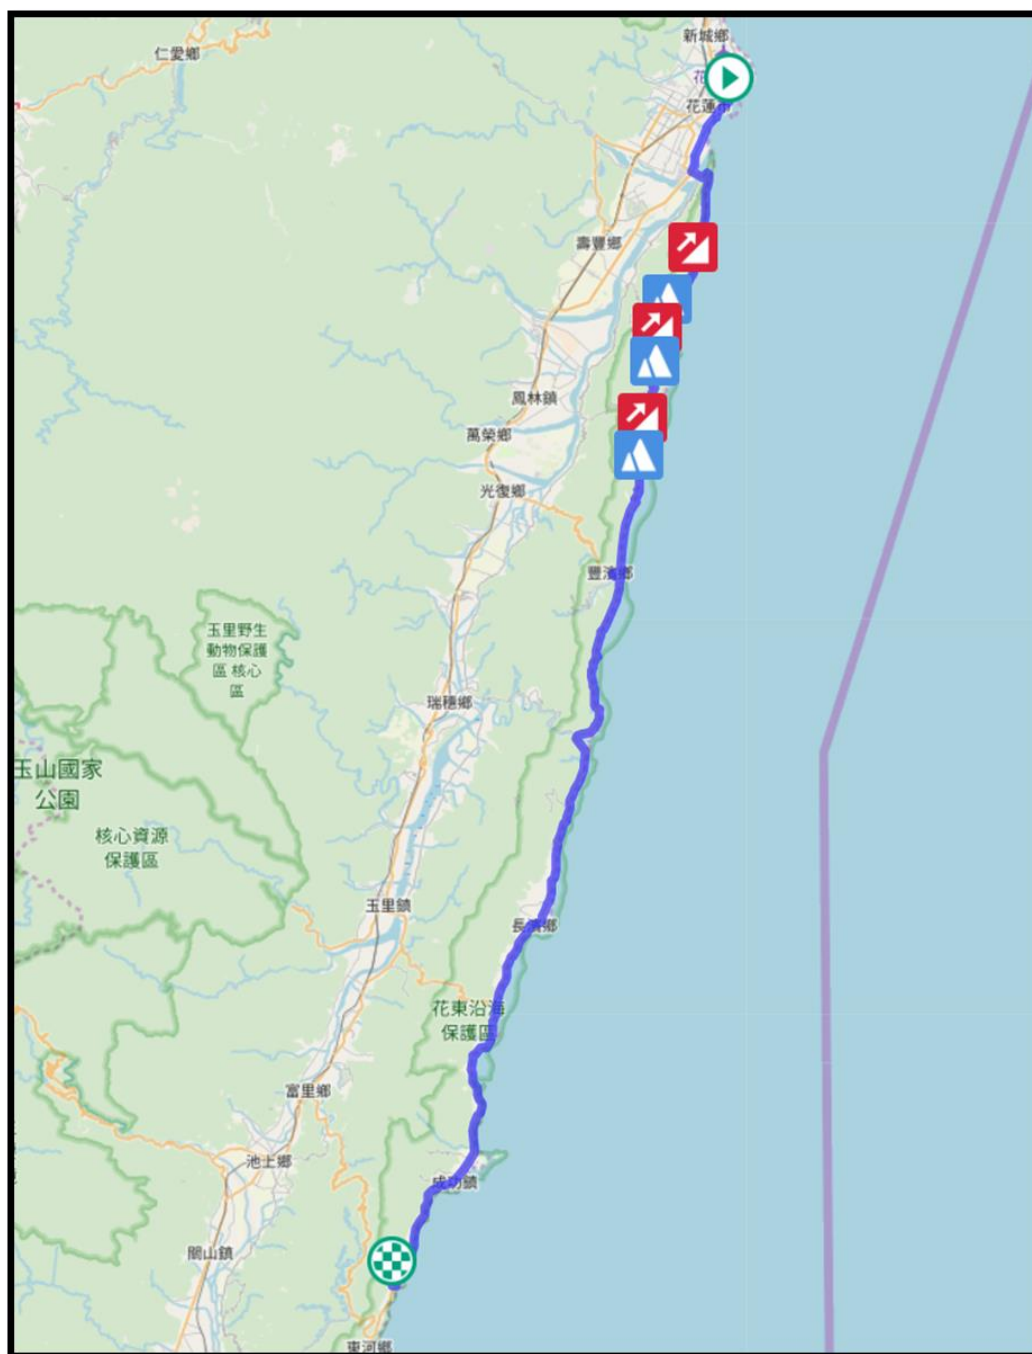 新城鄉
仁愛鄉
花
花蓮市
壽豐鄉
鳳林鎮
萬榮鄉
光復鄉
豐濱鄉
玉里野生
動物保護
區 核心
區
瑞穗鄉
玉山國家
公園
核心資源
保護區
玉里鎮
長濱鄉
花東沿海
保護區
富里鄉
池上鄉
成功鎮
關山鎮
東河鄉